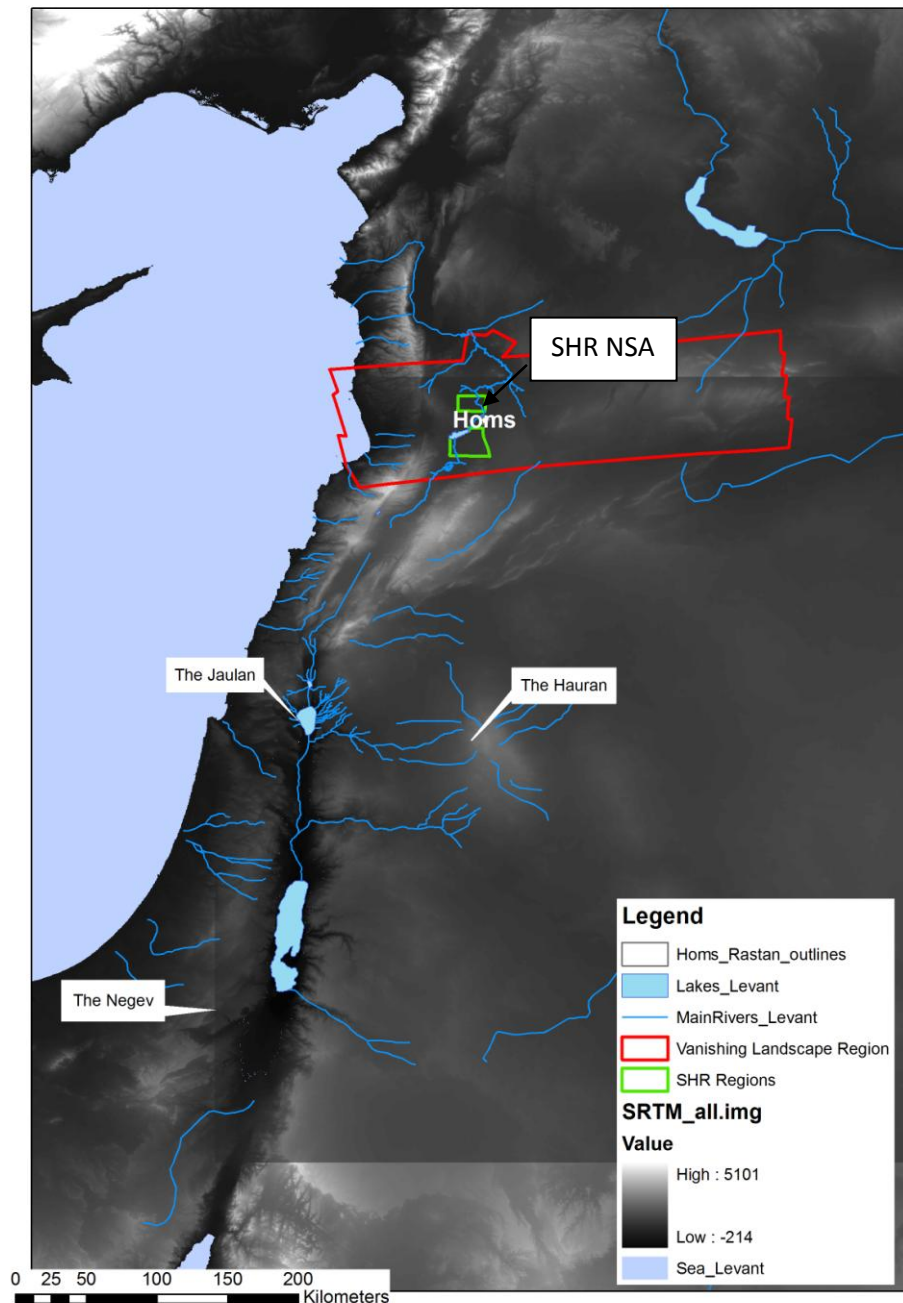 SHR NSA
Homs
The Jaulan
The Hauran
The Negev
Legend
Homs_Rastan_outlines
Lakes_Levant
MainRivers_Levant
Vanishing Landscape Region
SHR Regions
SRTM_all.img
Value
High : 5101
Low : -214
Sea_Levant
0 25 50 100 150 200
Kilometers